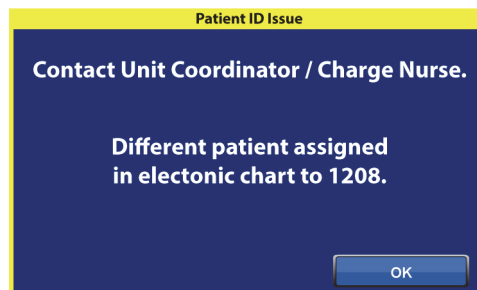 Patient ID Issue
Contact Unit Coordinator / Charge Nurse.
Different patient assigned
in electonic chart to 1208.
OK